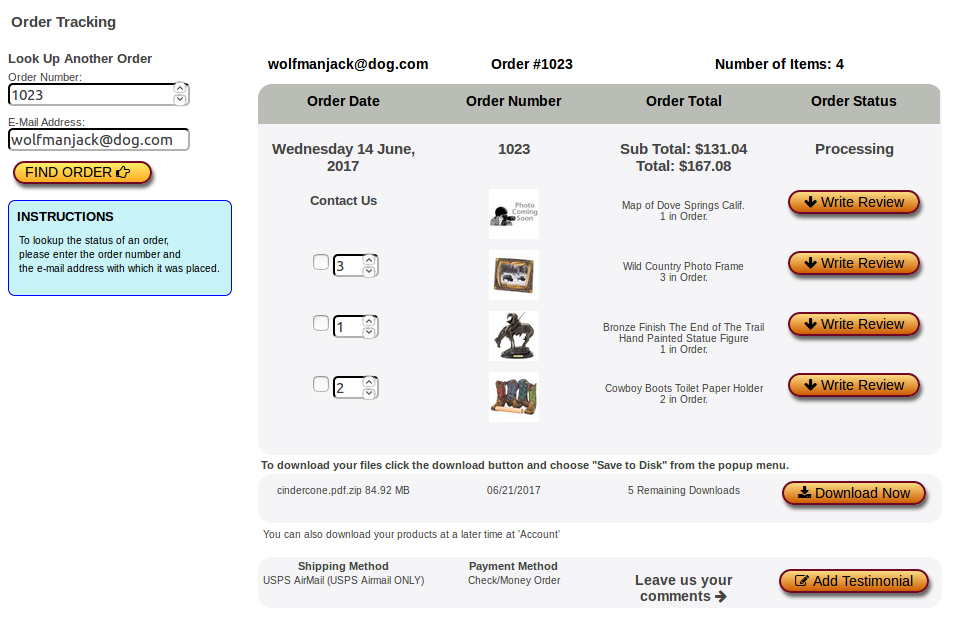 Order Tracking
Look Up Another Order
Order Number:
1023
E-Mail Address:
wolfmanjack@dog.com
FIND ORDER
INSTRUCTIONS
To lookup the status of an order,
please enter the order number and
the e-mail address with which it was placed.
wolfmanjack@dog.com Order #1023 Number of Items: 4
Order Date Order Number Order Total Order Status
Wednesday 14 June, 2017 1023 Sub Total: $131.04 Processing
Total: $167.08
Contact Us
Photo
Coming
Soon
Map of Dove Springs Calif.
1 in Order.
Write Review
3
Wild Country Photo Frame
3 in Order.
Write Review
1
Bronze Finish The End of The Trail
Hand Painted Statue Figure
1 in Order.
Write Review
2
Cowboy Boots Toilet Paper Holder
2 in Order.
Write Review
To download your files click the download button and choose "Save to Disk" from the popup menu.
cindercone.pdf.zip 84.92 MB 06/21/2017 5 Remaining Downloads Download Now
You can also download your products at a later time at 'Account'
Shipping Method
USPS AirMail (USPS Airmail ONLY)
Payment Method
Check/Money Order
Leave us your
comments
Add Testimonial